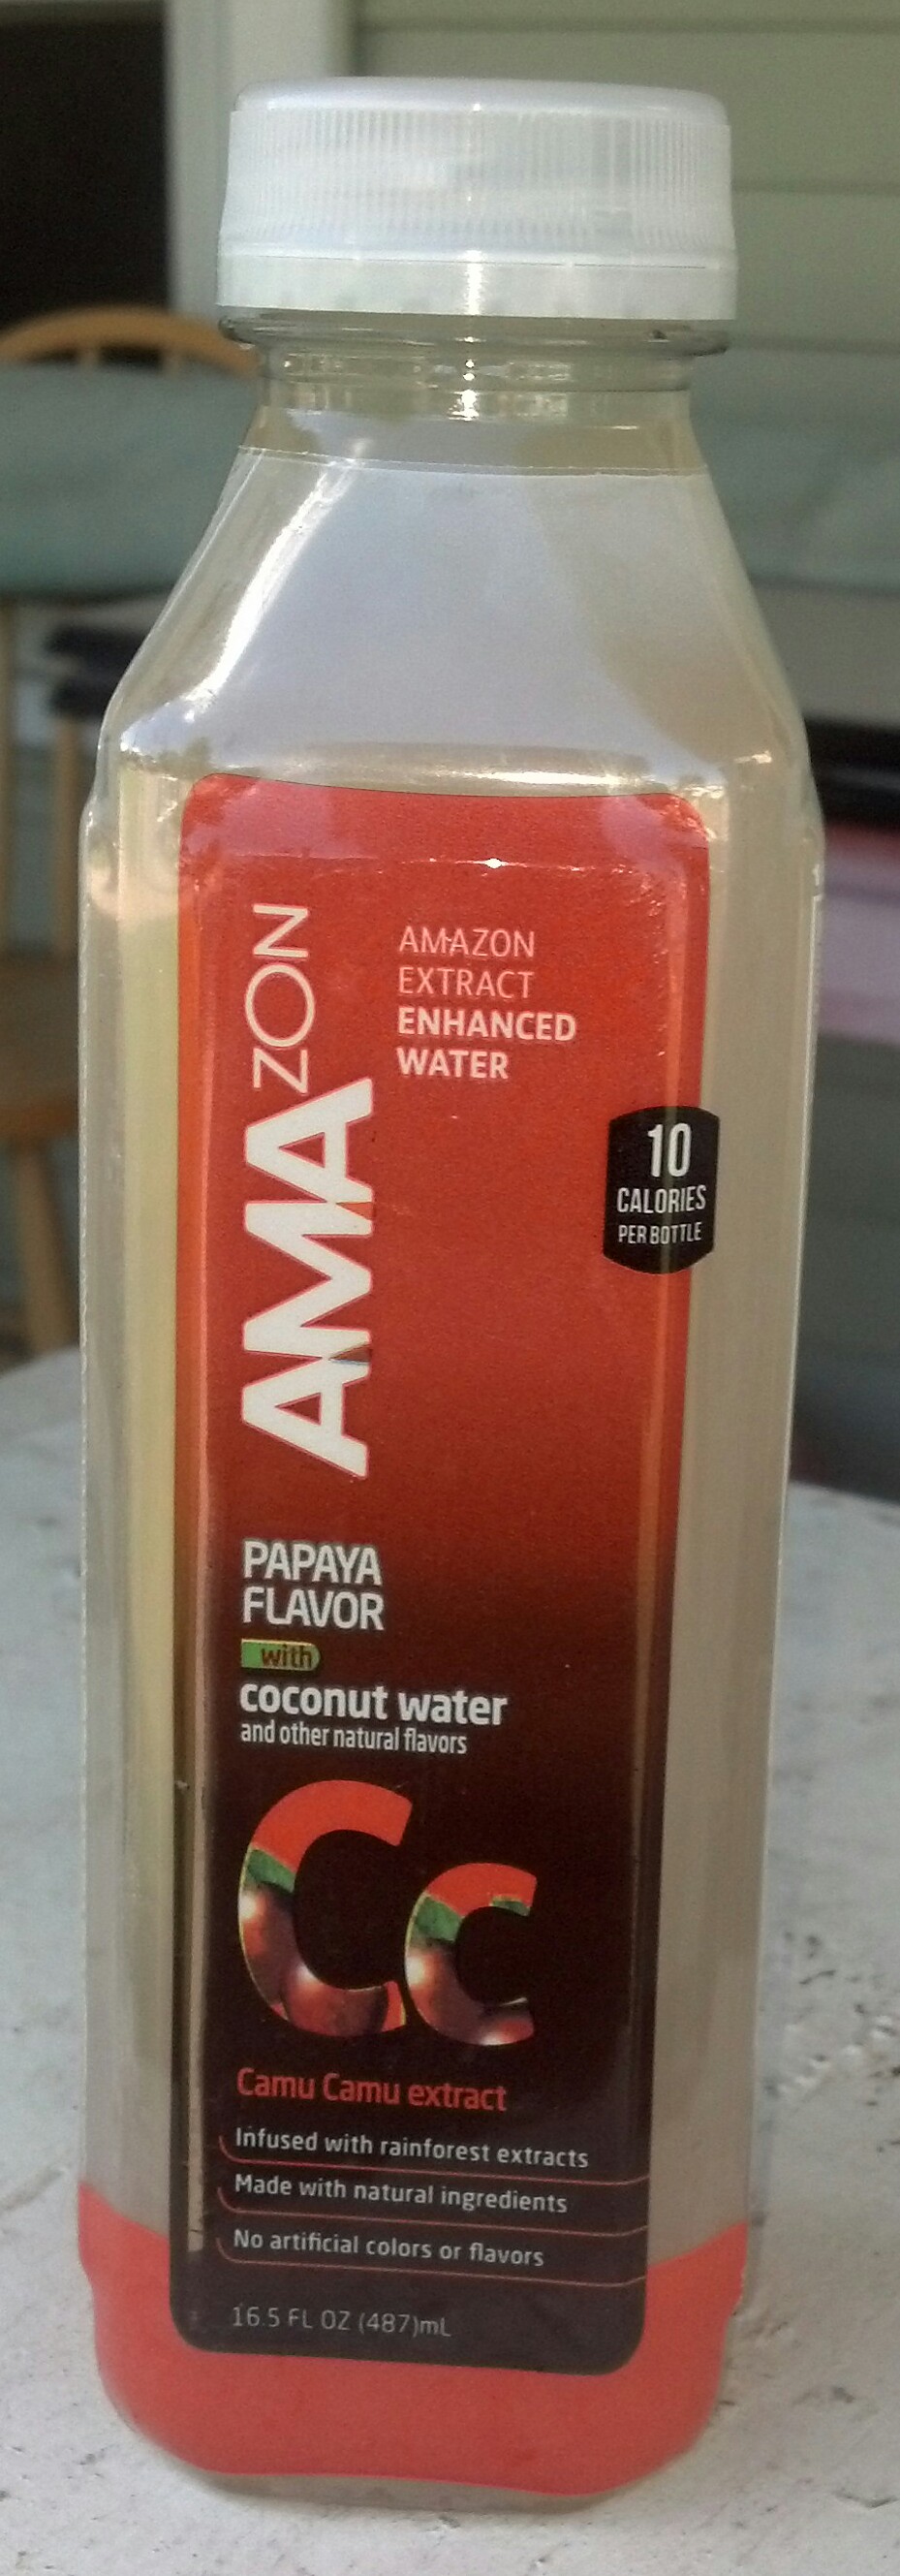 AMAZON
AMAZON
EXTRACT
ENHANCED
WATER
10
CALORIES
PER BOTTLE
PAPAYA
FLAVOR
with
coconut water
and other natural flavors
Cc
Camu Camu extract
Infused with rainforest extracts
Made with natural ingredients
No artificial colors or flavors
16.5 FL OZ (487)mL